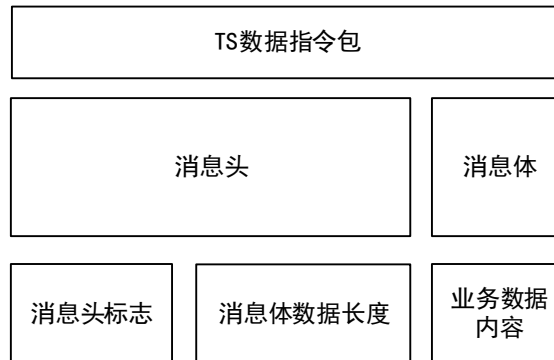 TS数据指令包
消息头
消息体
消息头标志
消息体数据长度
业务数据
内容